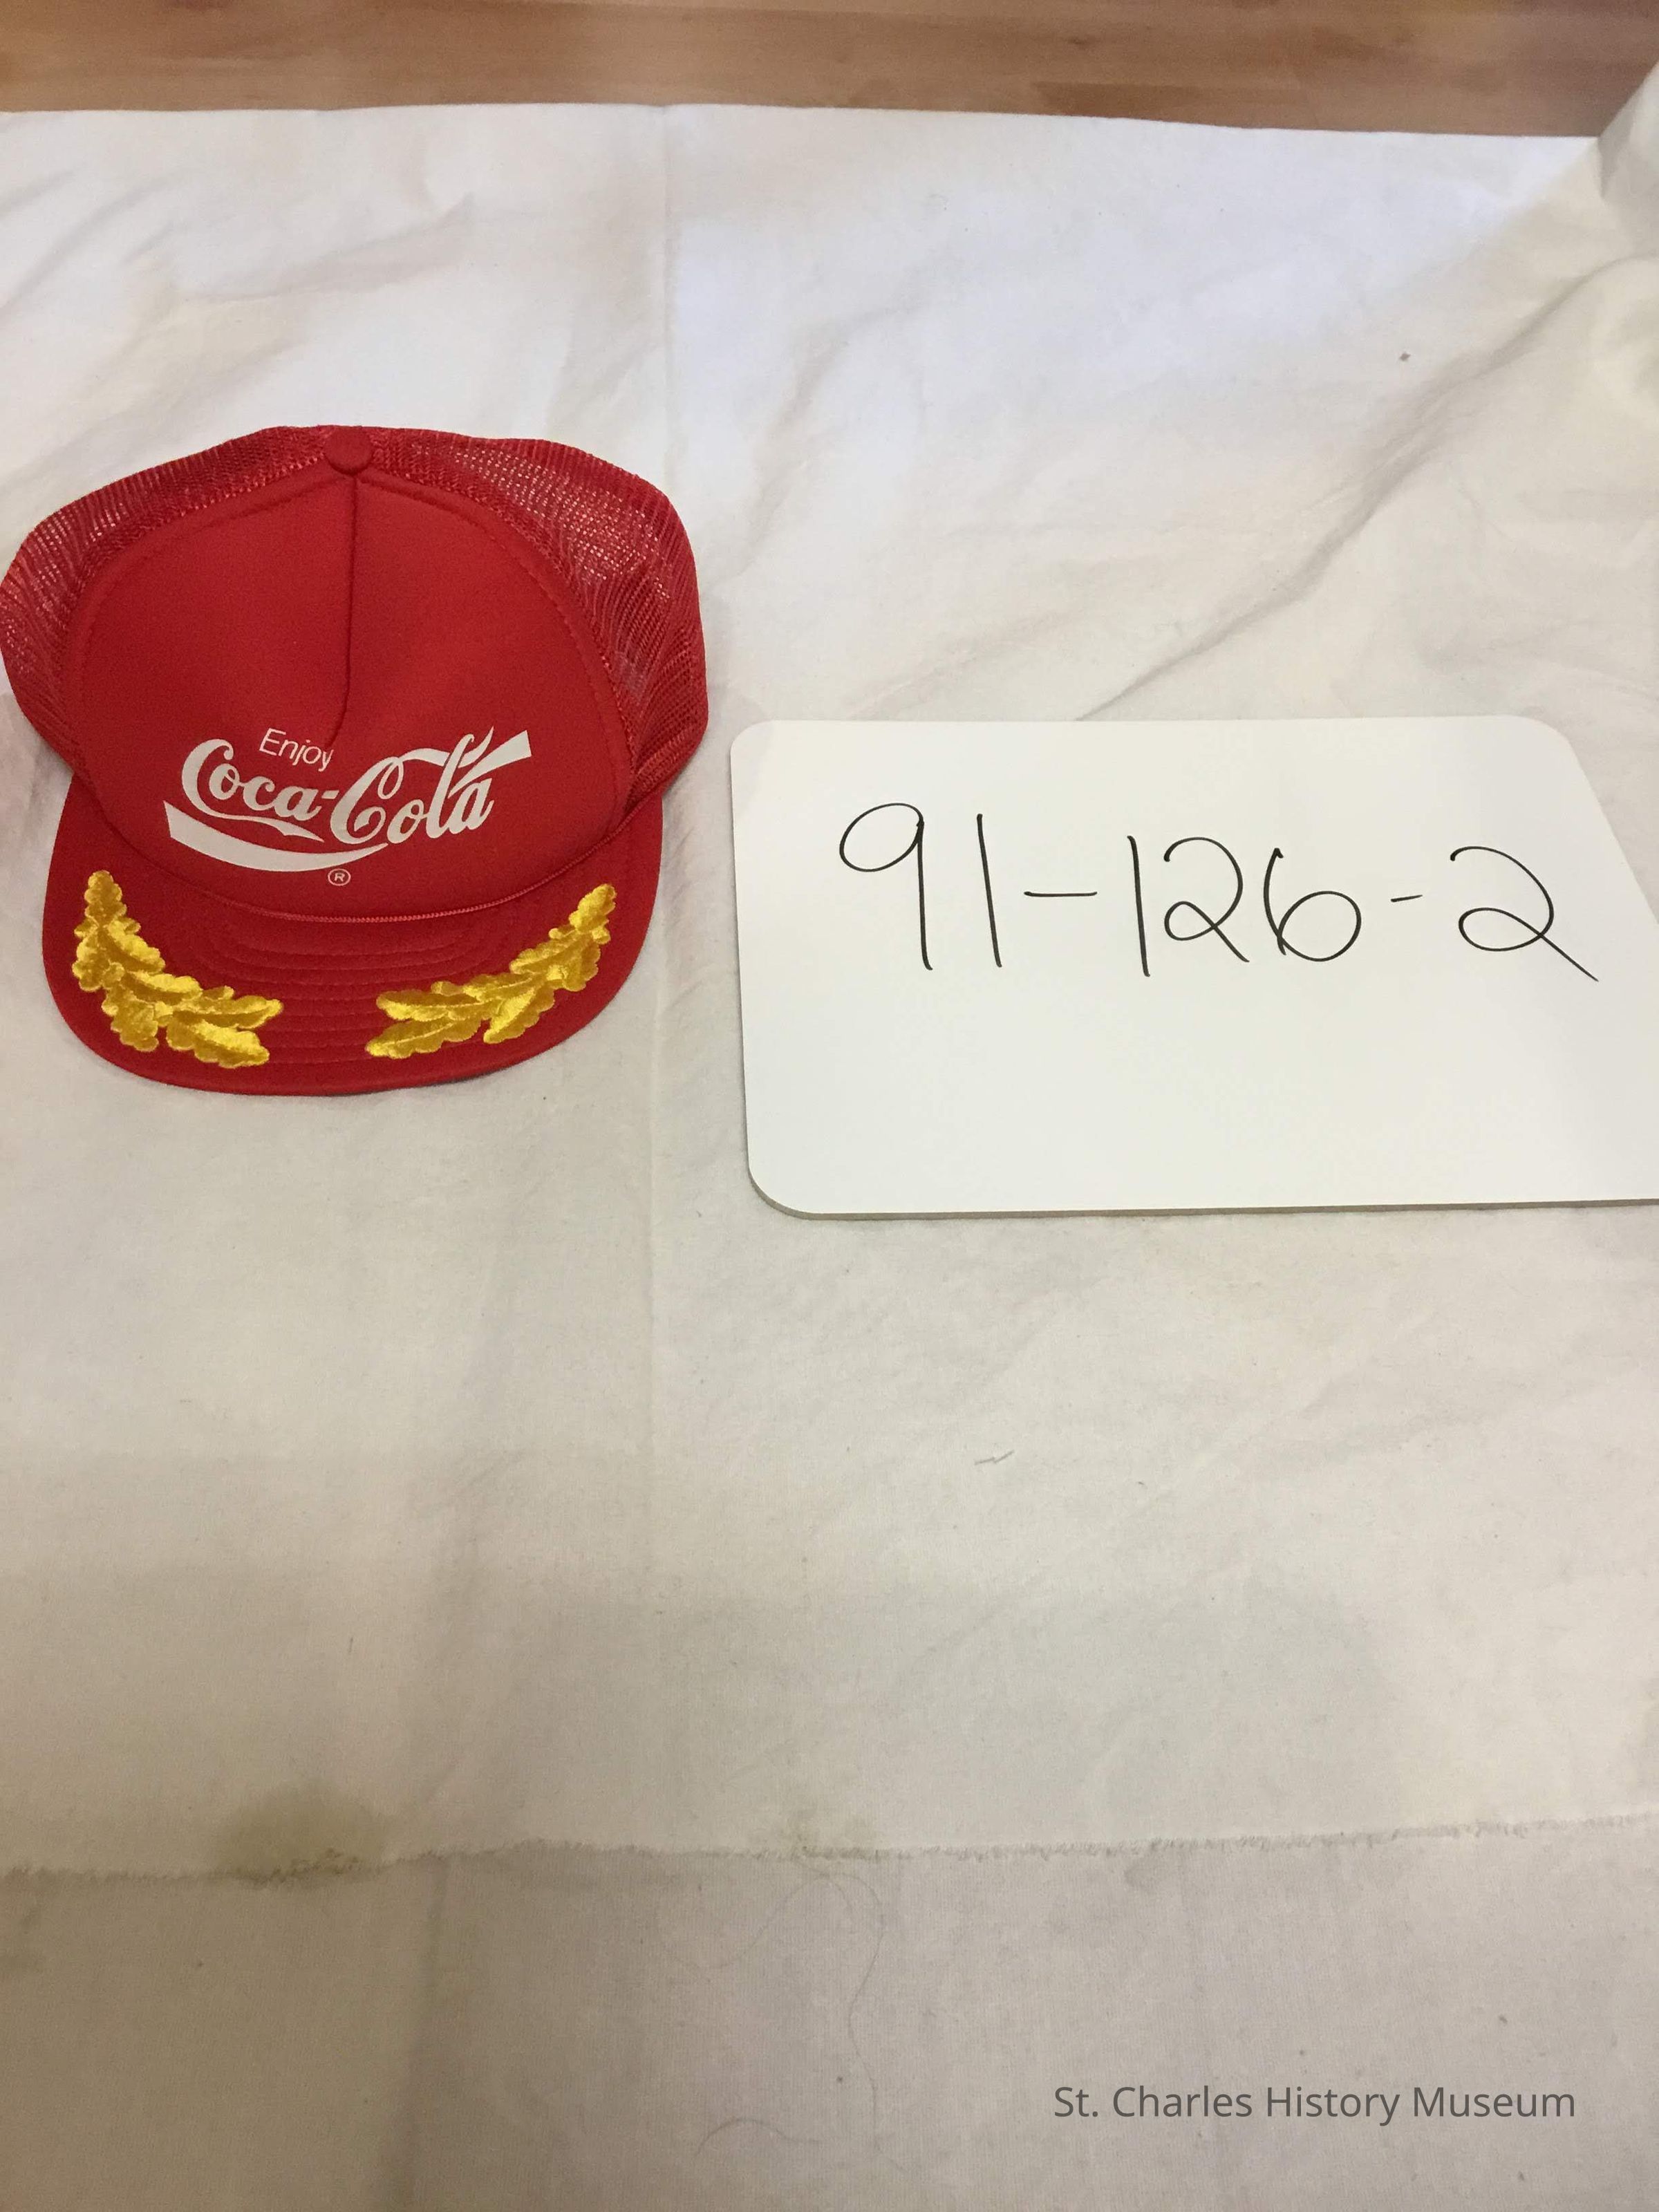 Enjoy
Coca-Cola
®
91-126-2
St. Charles History Museum